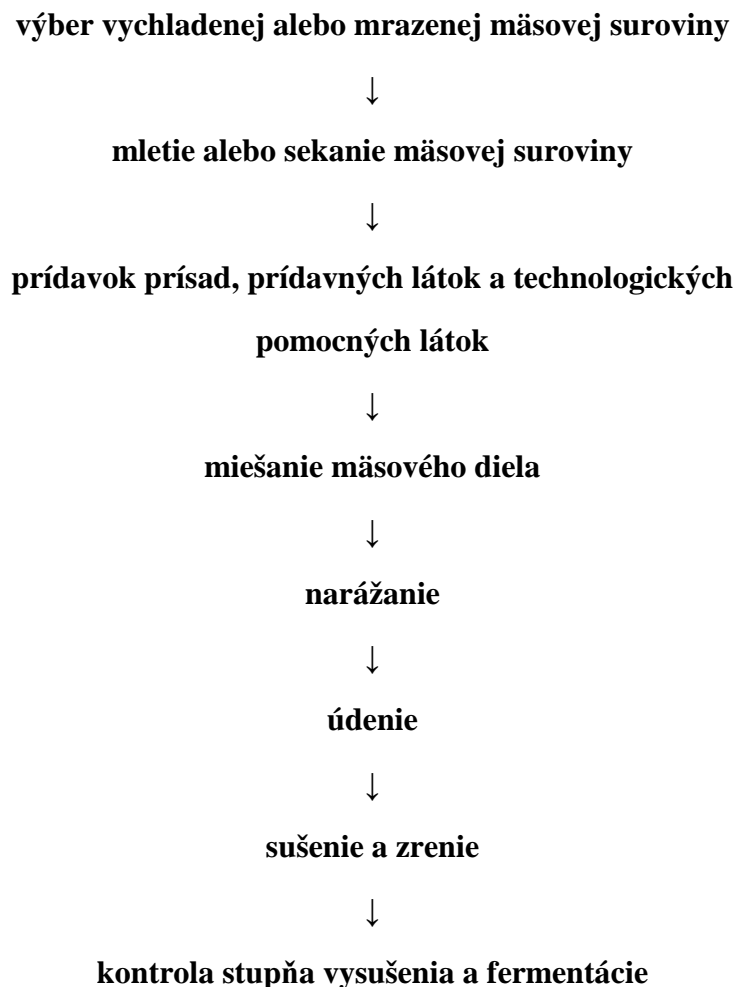 výber vychladenej alebo mrazenej mäsovej suroviny
↓
mletie alebo sekanie mäsovej suroviny
↓
prídavok prísad, prídavných látok a technologických
pomocných látok
↓
miešanie mäsového diela
↓
narážanie
↓
údenie
↓
sušenie a zrenie
↓
kontrola stupňa vysušenia a fermentácie